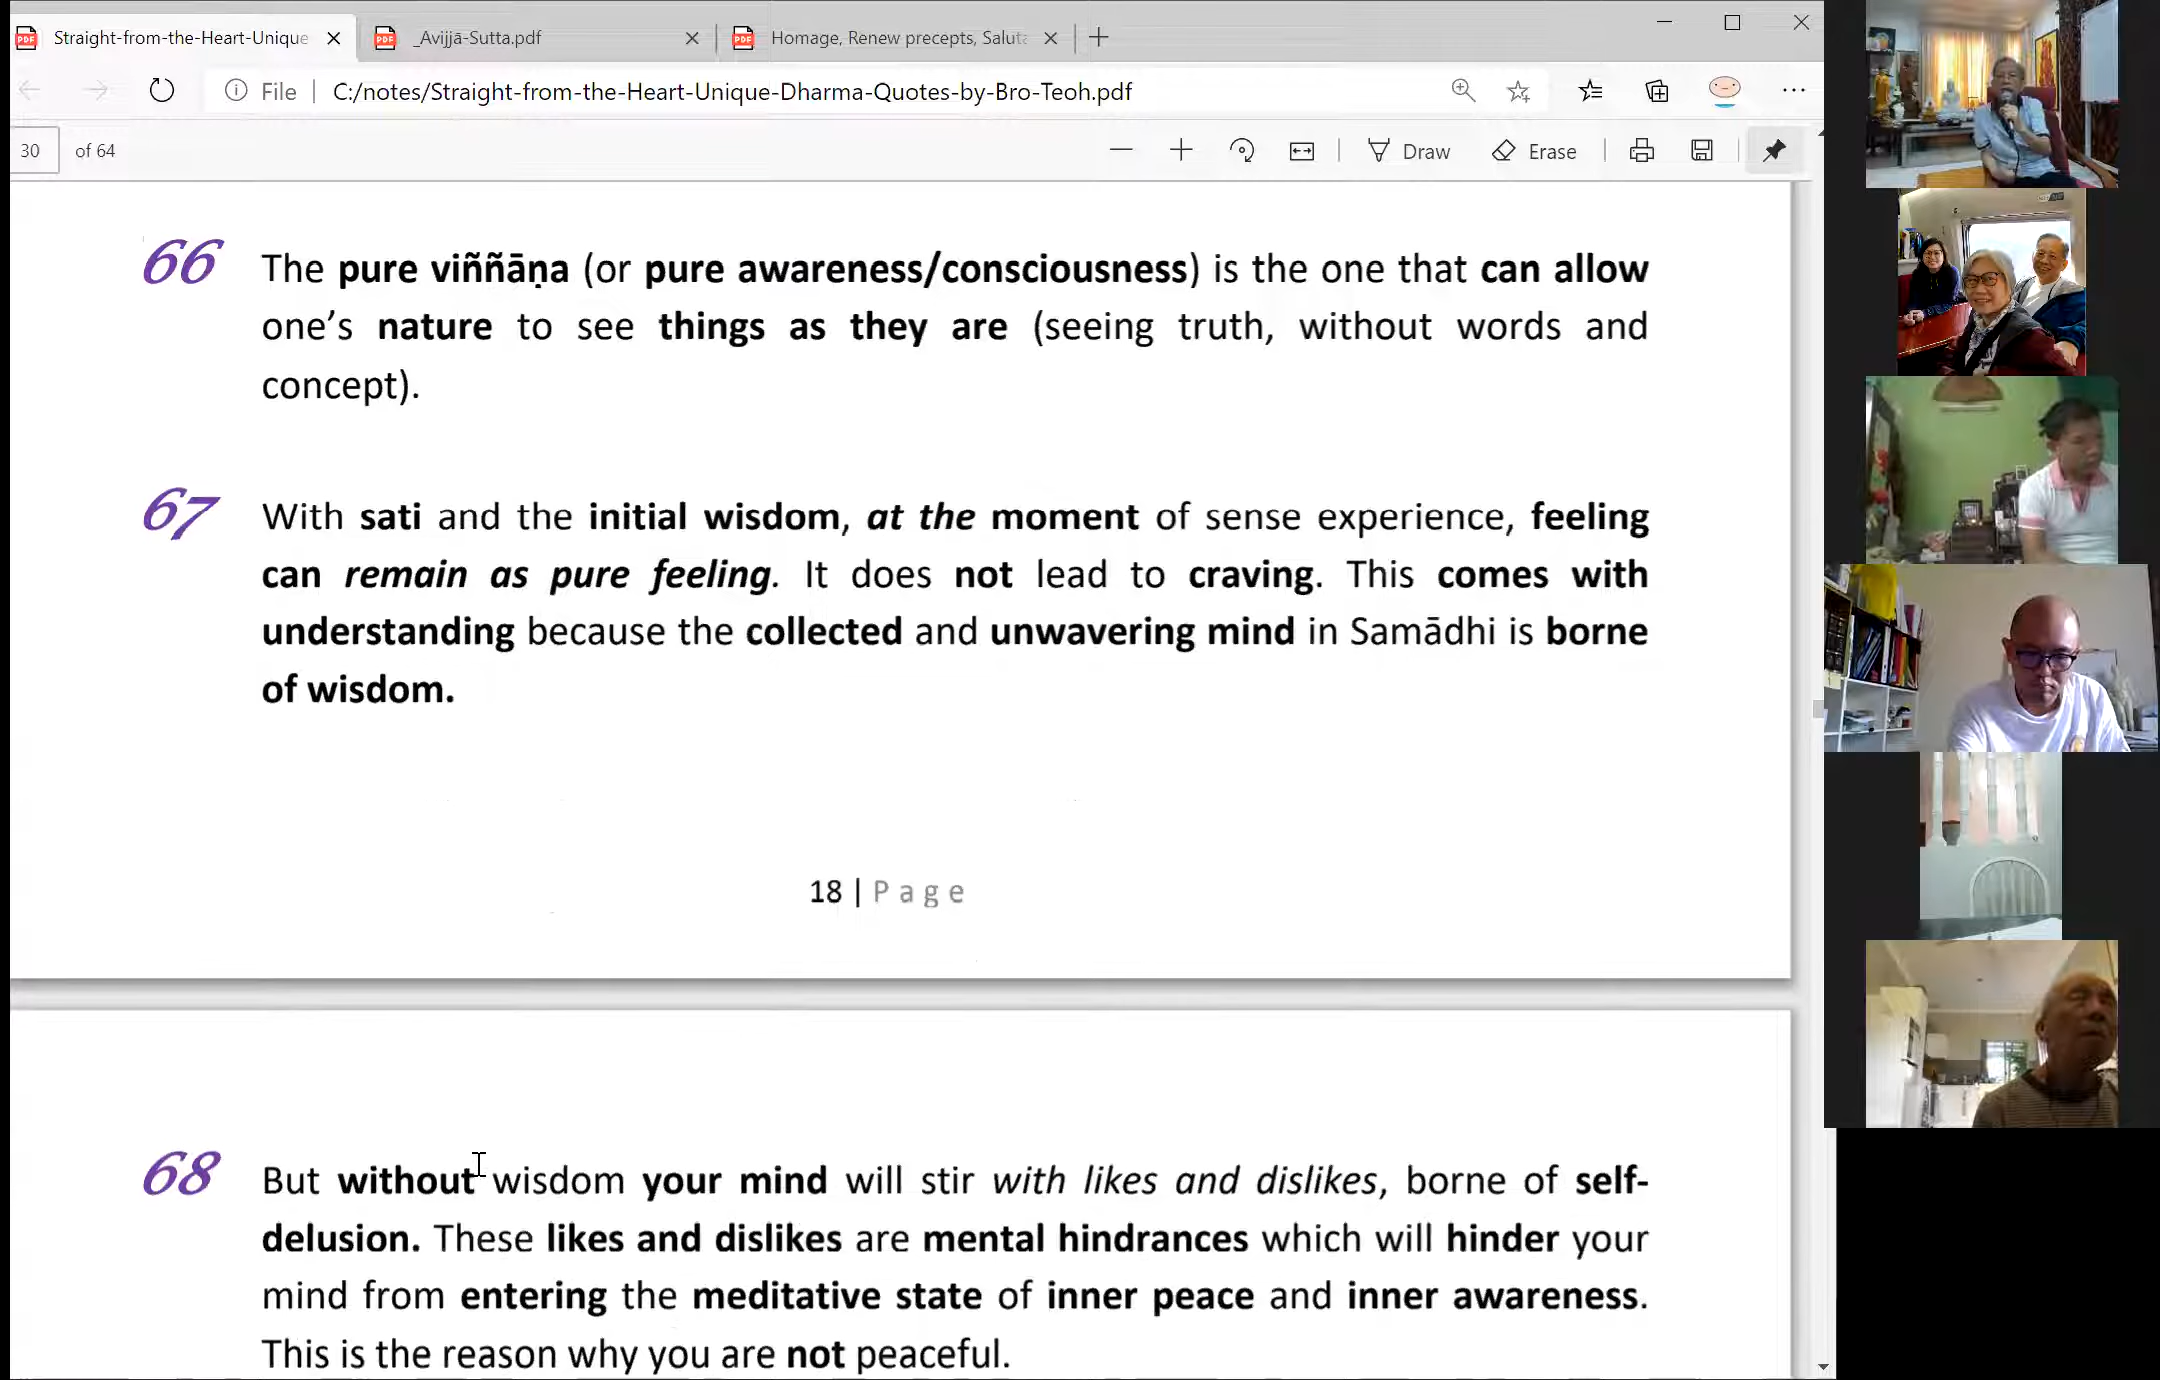 Straight-from-the-Heart-Unique
_Avijjā-Sutta.pdf
Homage, Renew precepts, Saluta
File
C:/notes/Straight-from-the-Heart-Unique-Dharma-Quotes-by-Bro-Teoh.pdf
30 of 64
Draw
Erase
66 The pure viññāṇa (or pure awareness/consciousness) is the one that can allow
one’s nature to see things as they are (seeing truth, without words and
concept).
67 With sati and the initial wisdom, at the moment of sense experience, feeling
can remain as pure feeling. It does not lead to craving. This comes with
understanding because the collected and unwavering mind in Samādhi is borne
of wisdom.
18 | Page
68 But without wisdom your mind will stir with likes and dislikes, borne of self-
delusion. These likes and dislikes are mental hindrances which will hinder your
mind from entering the meditative state of inner peace and inner awareness.
This is the reason why you are not peaceful.